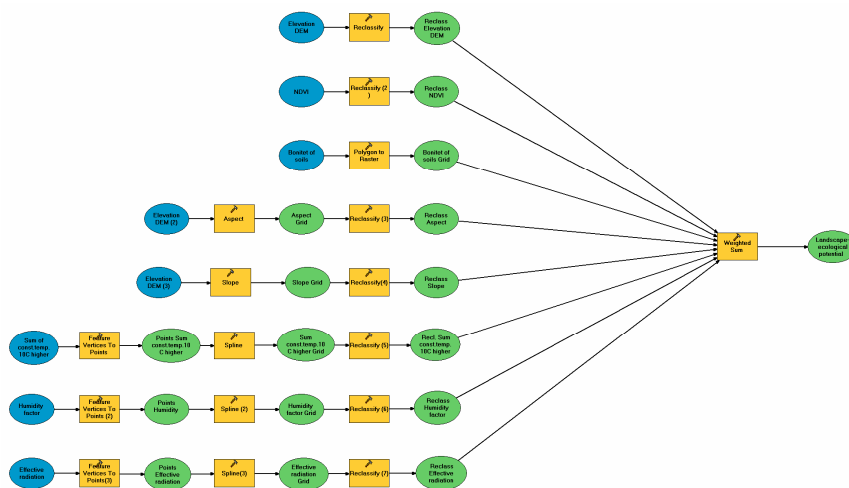 Elevation
DEM
Reclassify
Reclass
Elevation
DEM
NDVI
Reclassify (2
)
Reclass
NDVI
Bonitet of
soils
Polygon to
Raster
Bonitet of
soils Grid
Elevation
DEM (2)
Aspect
Aspect
Grid
Reclassify (3)
Reclass
Aspect
Elevation
DEM (3)
Slope
Slope Grid
Reclassify(4)
Reclass
Slope
Weighted
Sum
Landscape-
ecological
potential
Sum of
const.temp.
10C higher
Feature
Vertices To
Points
Points Sum
const.temp.10
C higher
Spline
Sum
const.temp.10
C higher Grid
Reclassify (5)
Recl. Sum
const.temp.
10C higher
Humidity
factor
Feature
Vertices To
Points (2)
Points
Humidity
Spline (2)
Humidity
factor Grid
Reclassify (6)
Reclass
Humidity
factor
Effective
radiation
Feature
Vertices To
Points(3)
Points
Effective
radiation
Spline(3)
Effective
radiation
Grid
Reclassify (7)
Reclass
Effective
radiation